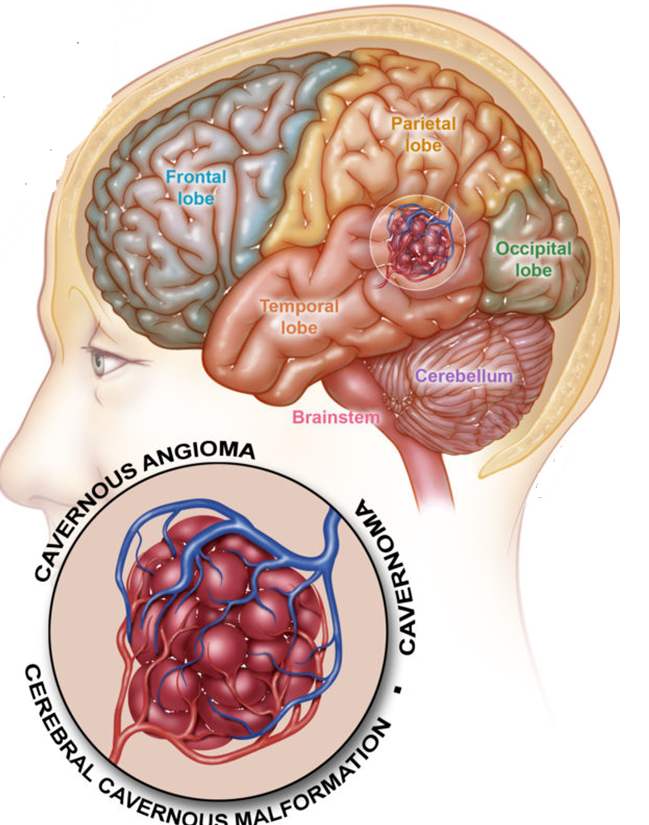 Parietal
lobe
Frontal
lobe
Occipital
lobe
Temporal
lobe
Cerebellum
Brainstem
CAVERNOUS ANGIOMA
CAVERNOMA
CEREBRAL CAVERNOUS MALFORMATION ·